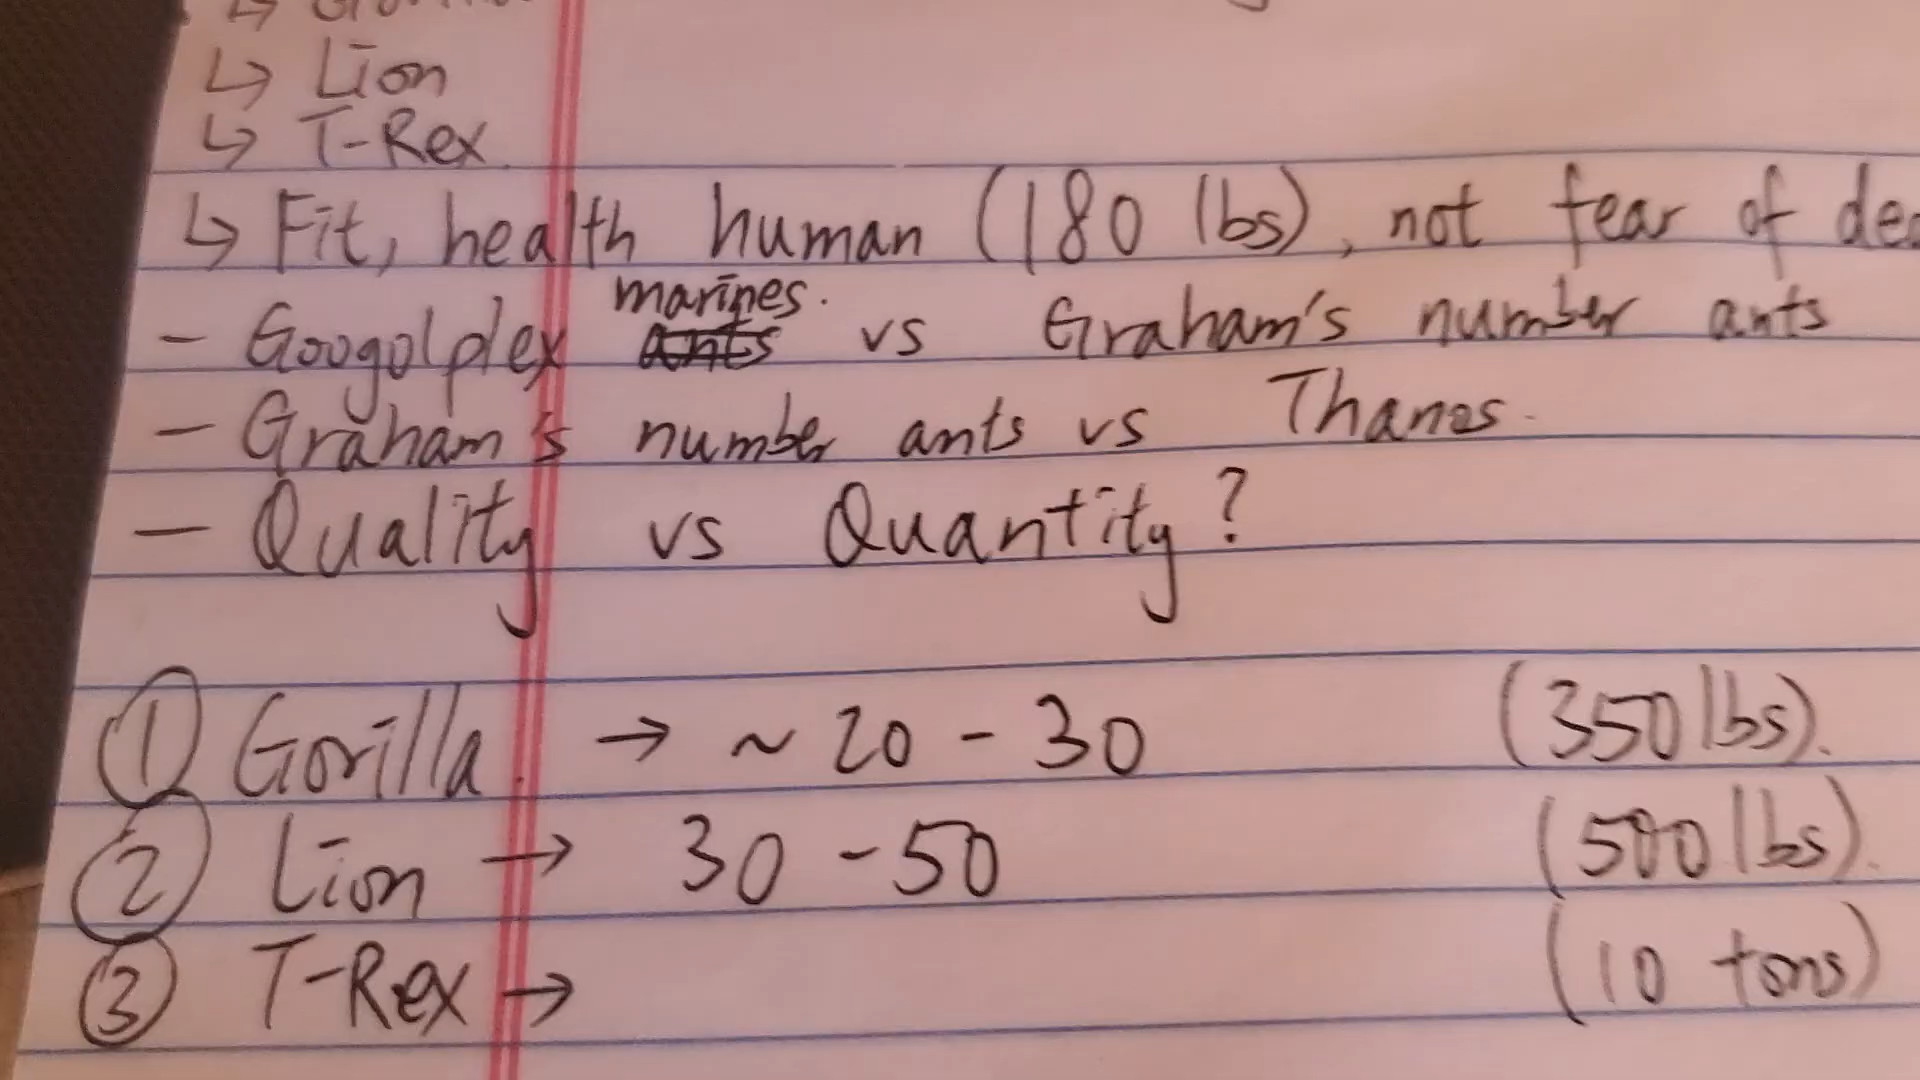 ↳ Lion
↳ T-Rex
↳ Fit, health human (180 lbs), not fear of
marines.
- Googolplex ants vs Graham's number ants
- Graham's number ants vs Thanos.
- Quality vs Quantity?
① Gorilla. → ~ 20 - 30 (350 lbs).
② Lion → 30 - 50 (500 lbs).
③ T-Rex → (10 tons)